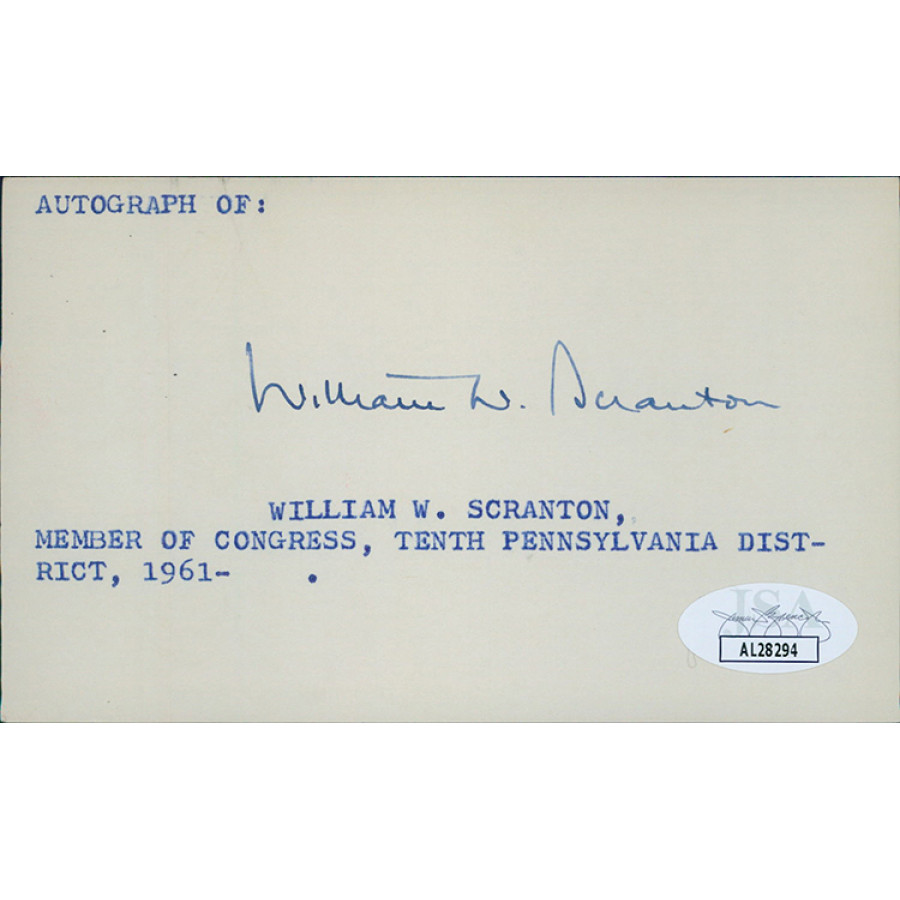 AUTOGRAPH OF:
William W. Scranton
WILLIAM W. SCRANTON,
MEMBER OF CONGRESS, TENTH PENNSYLVANIA DIST-
RICT, 1961-     .
JSA
AL28294